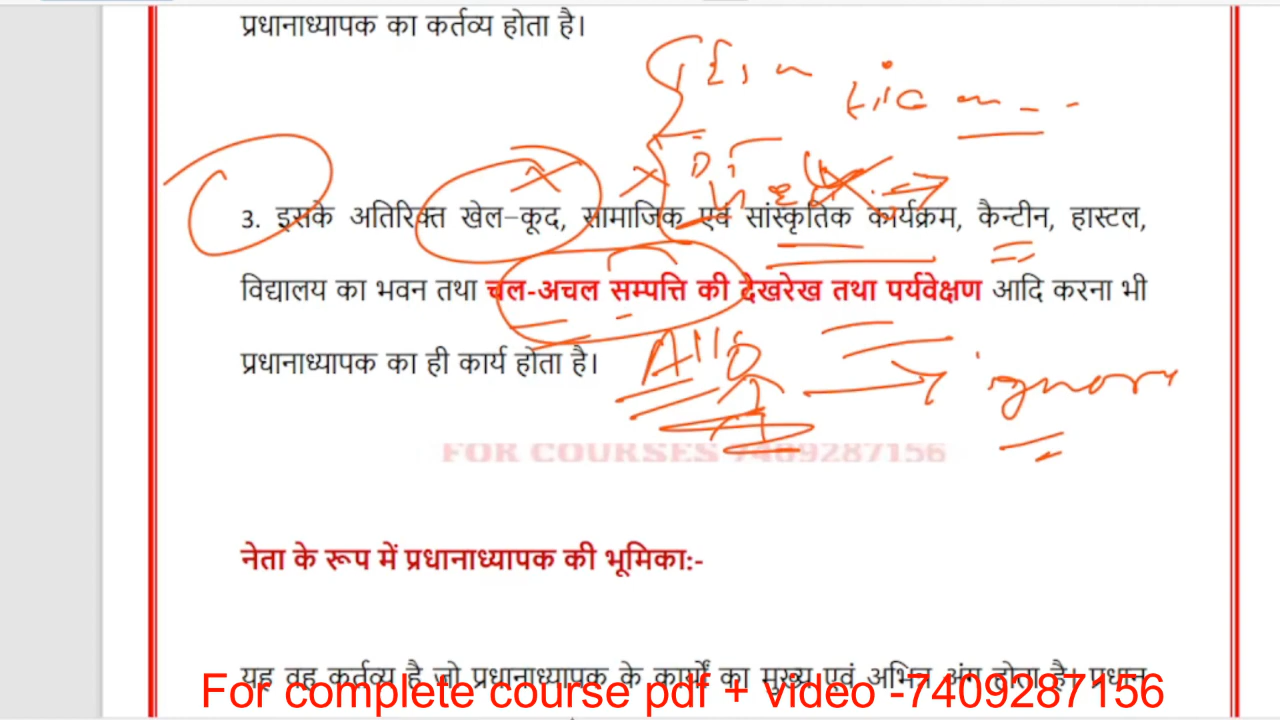 प्रधानाध्यापक का कर्तव्य होता है।
3. इसके अतिरिक्त खेल-कूद, सामाजिक एवं सांस्कृतिक कार्यक्रम, कैन्टीन, हास्टल,
विद्यालय का भवन तथा चल-अचल सम्पत्ति की देखरेख तथा पर्यवेक्षण आदि करना भी
प्रधानाध्यापक का ही कार्य होता है।
ignore
FOR COURSES 7409287156
नेता के रूप में प्रधानाध्यापक की भूमिका:-
यह वह कर्तव्य है जो प्रधानाध्यापक के कार्यों का मुख्य एवं अभिन्न अंग होता है। प्रधान
For complete course pdf + video -7409287156